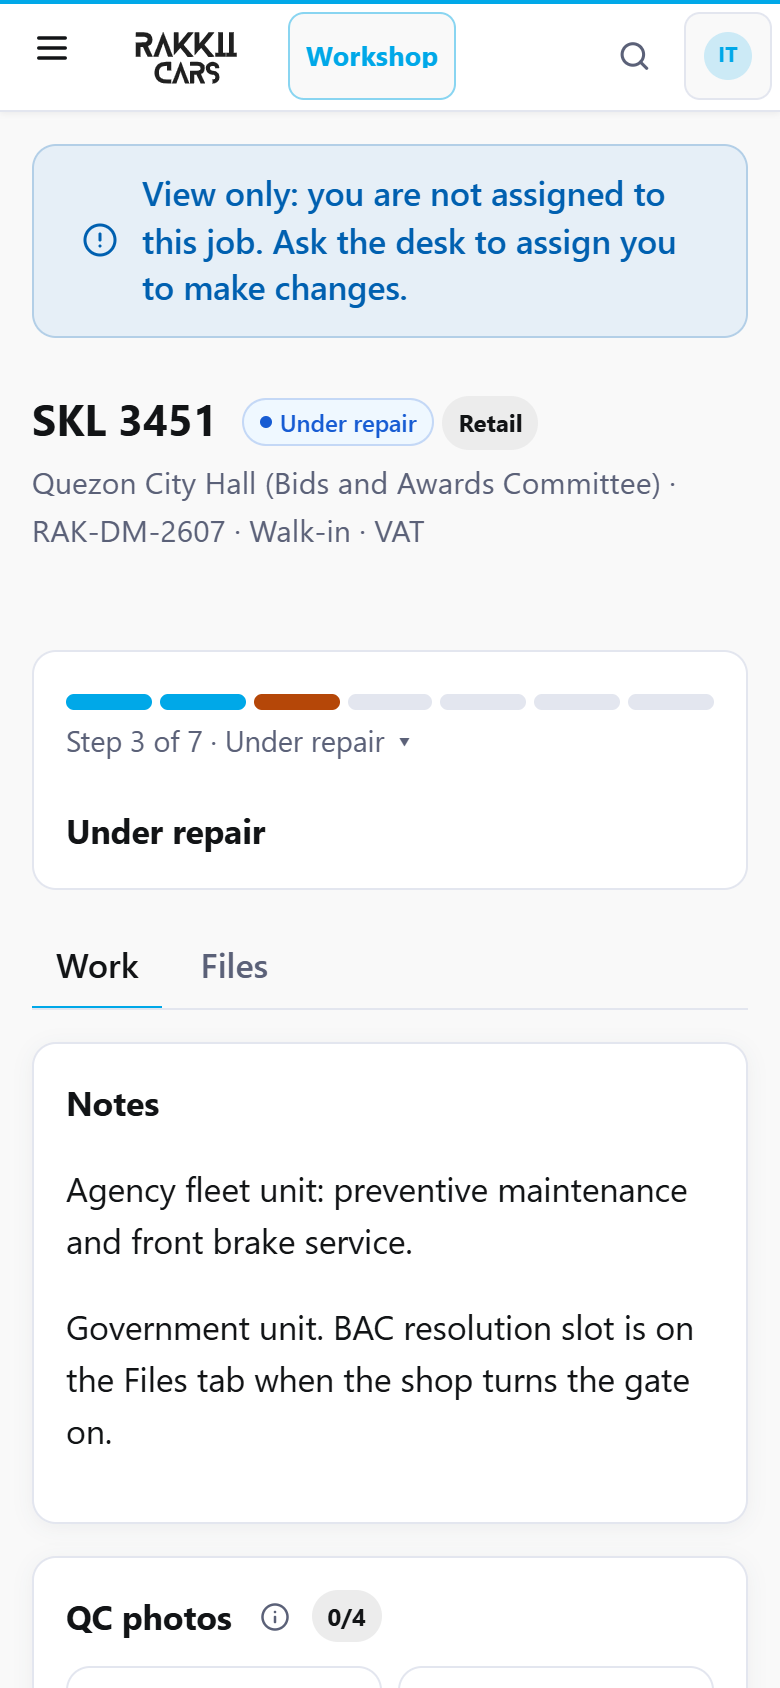 RAKKII
CARS
Workshop
IT
View only: you are not assigned to
this job. Ask the desk to assign you
to make changes.
SKL 3451
Under repair
Retail
Quezon City Hall (Bids and Awards Committee) ·
RAK-DM-2607 · Walk-in · VAT
Step 3 of 7 · Under repair ▾
Under repair
Work
Files
Notes
Agency fleet unit: preventive maintenance
and front brake service.
Government unit. BAC resolution slot is on
the Files tab when the shop turns the gate
on.
QC photos
0/4